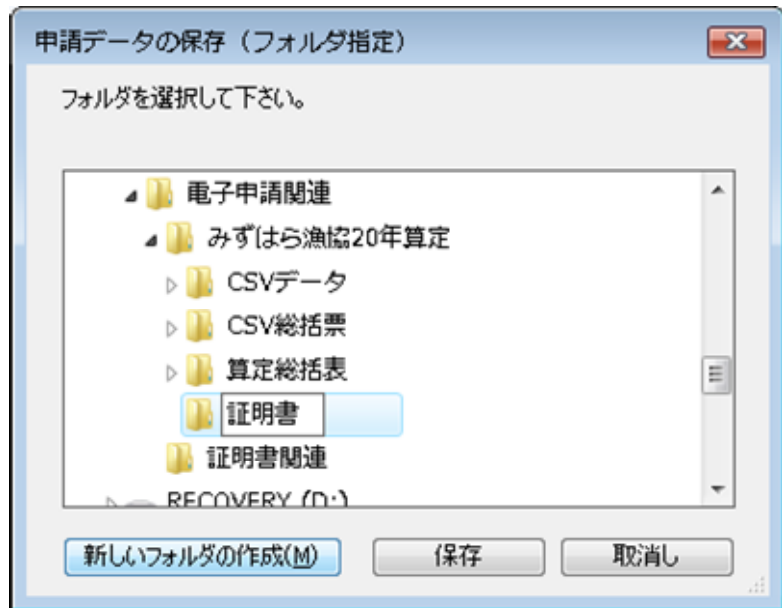 申請データの保存（フォルダ指定）
フォルダを選択して下さい。
電子申請関連
みずはら漁協20年算定
CSVデータ
CSV総括票
算定総括表
証明書
証明書関連
RECOVERY (D:)
新しいフォルダの作成(M) 保存 取消し